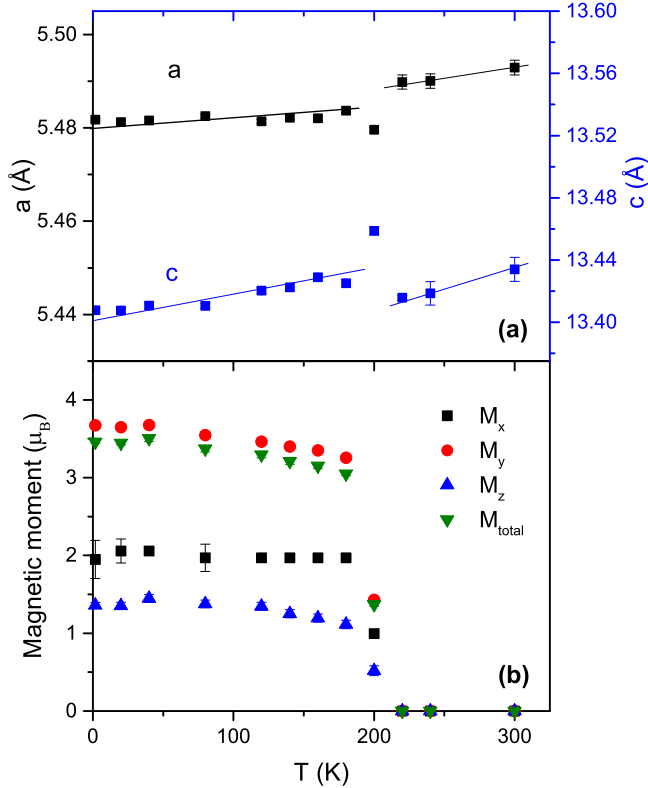 5.50
5.48
5.46
5.44
a (Å)
a
c
(a)
13.60
13.56
13.52
13.48
13.44
13.40
c (Å)
4
3
2
1
0
Magnetic moment (μB)
Mx
My
Mz
Mtotal
(b)
0 100 200 300
T (K)